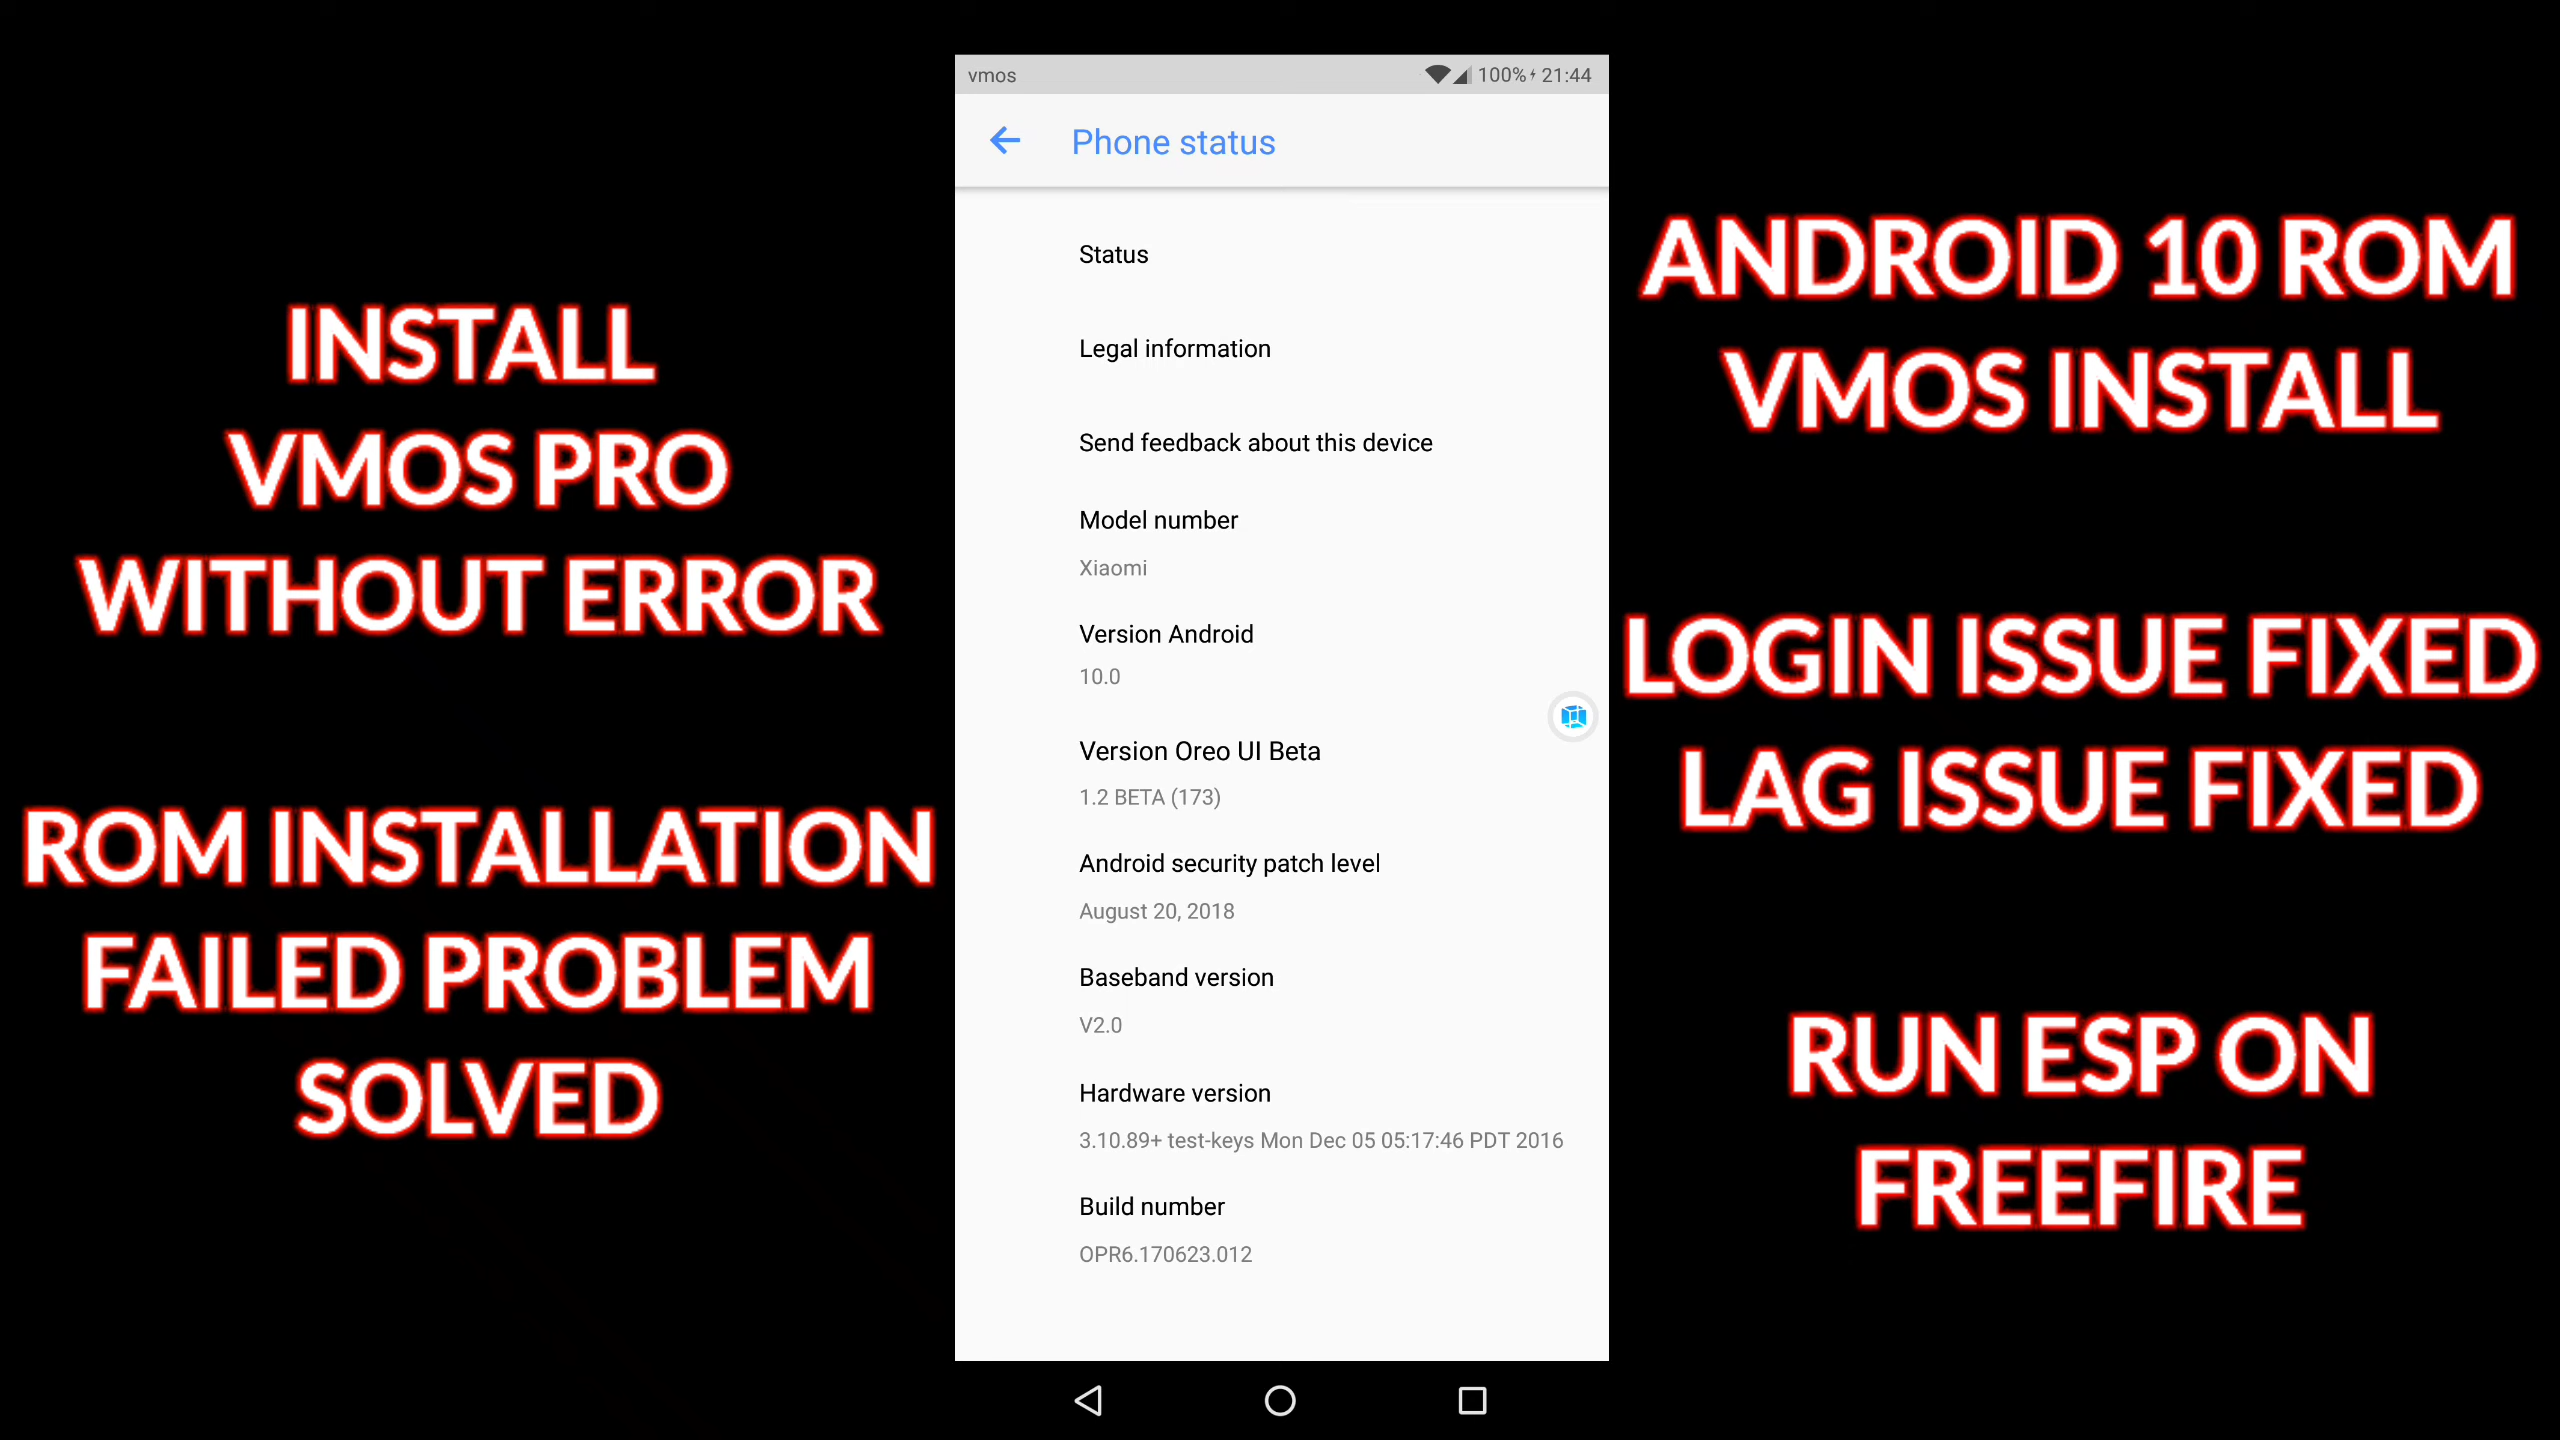 INSTALL
VMOS PRO
WITHOUT ERROR
ROM INSTALLATION
FAILED PROBLEM
SOLVED
vmos
100% 21:44
Phone status
Status
Legal information
Send feedback about this device
Model number
Xiaomi
Version Android
10.0
Version Oreo UI Beta
1.2 BETA (173)
Android security patch level
August 20, 2018
Baseband version
V2.0
Hardware version
3.10.89+ test-keys Mon Dec 05 05:17:46 PDT 2016
Build number
OPR6.170623.012
ANDROID 10 ROM
VMOS INSTALL
LOGIN ISSUE FIXED
LAG ISSUE FIXED
RUN ESP ON
FREEFIRE